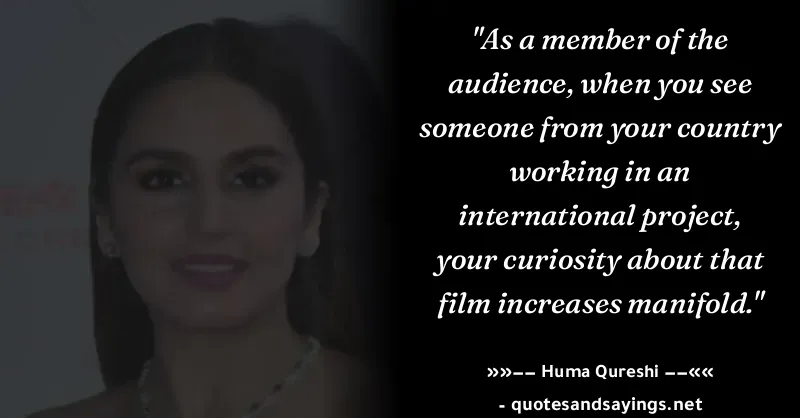 "As a member of the
audience, when you see
someone from your country
working in an
international project,
your curiosity about that
film increases manifold."
»»−− Huma Qureshi −−««
- quotesandsayings.net